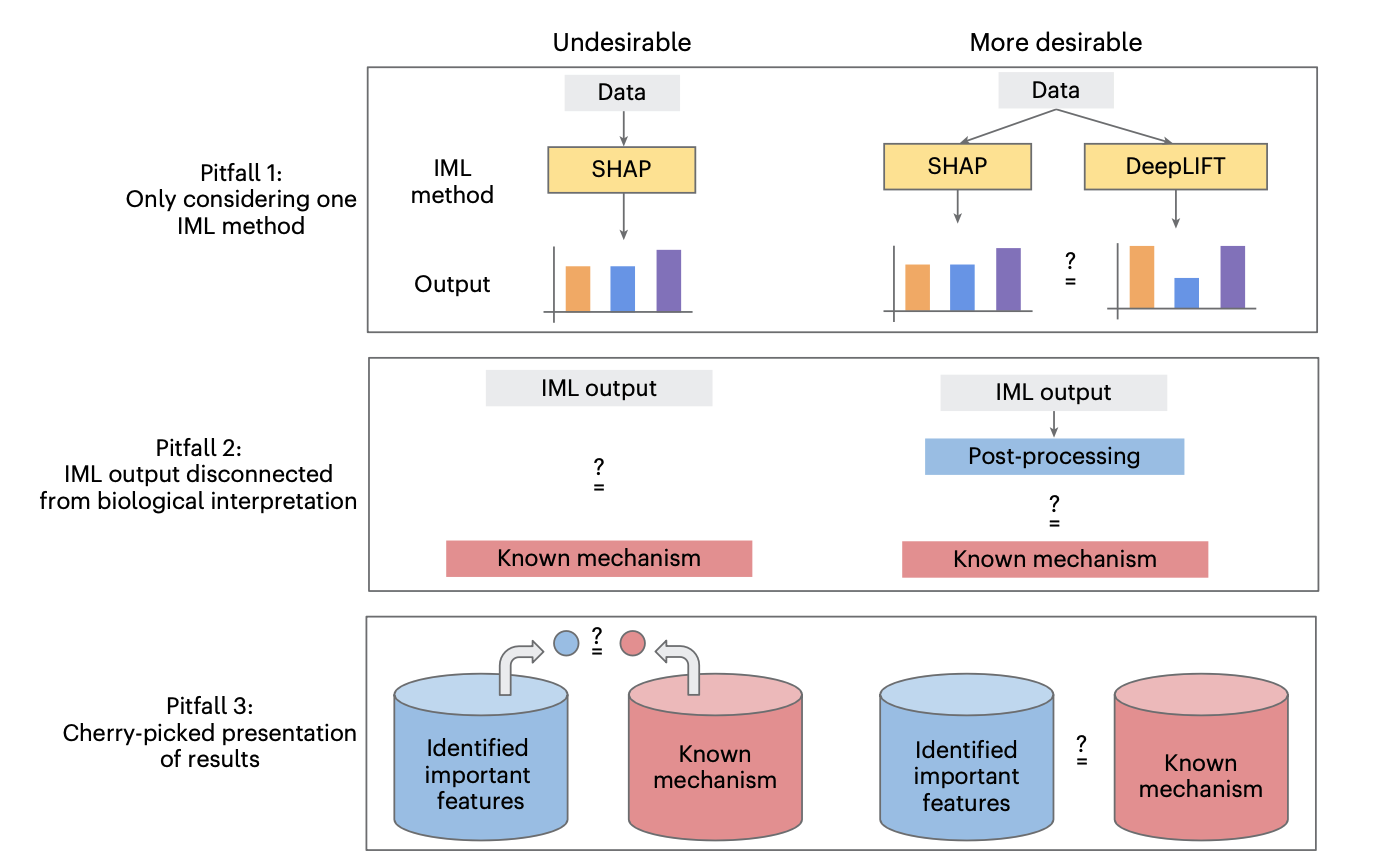 Undesirable
More desirable
Pitfall 1:
Only considering one
IML method
IML
method
Output
Data
SHAP
Data
SHAP
DeepLIFT
?
=
Pitfall 2:
IML output disconnected
from biological interpretation
IML output
?
=
Known mechanism
IML output
Post-processing
?
=
Known mechanism
Pitfall 3:
Cherry-picked presentation
of results
?
=
Identified
important
features
Known
mechanism
Identified
important
features
?
=
Known
mechanism